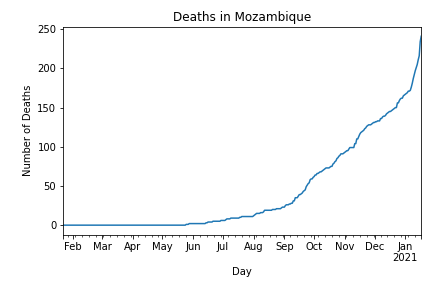 Deaths in Mozambique
250
200
150
100
50
0
Number of Deaths
Feb Mar Apr May Jun Jul Aug Sep Oct Nov Dec Jan
2021
Day